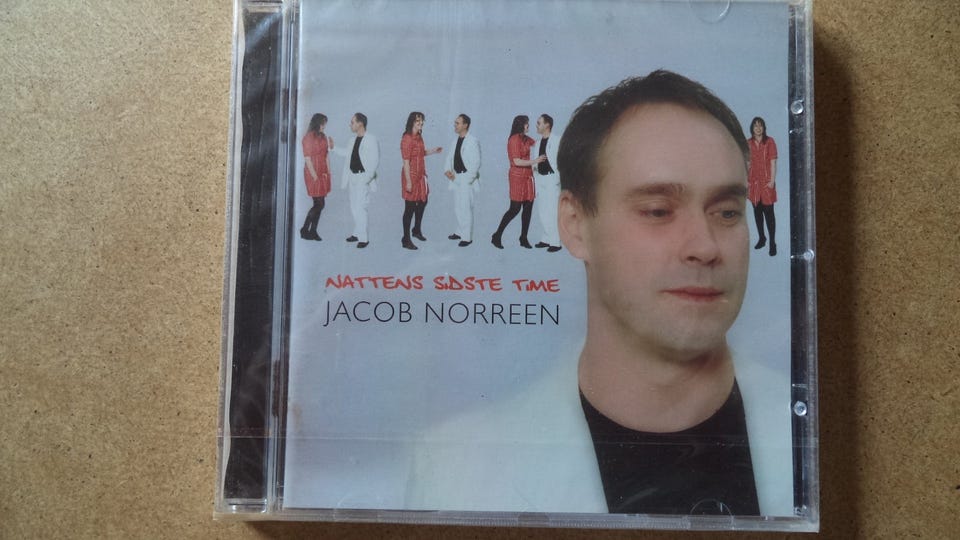 NATTENS SiDSTE TiME
JACOB NORREEN